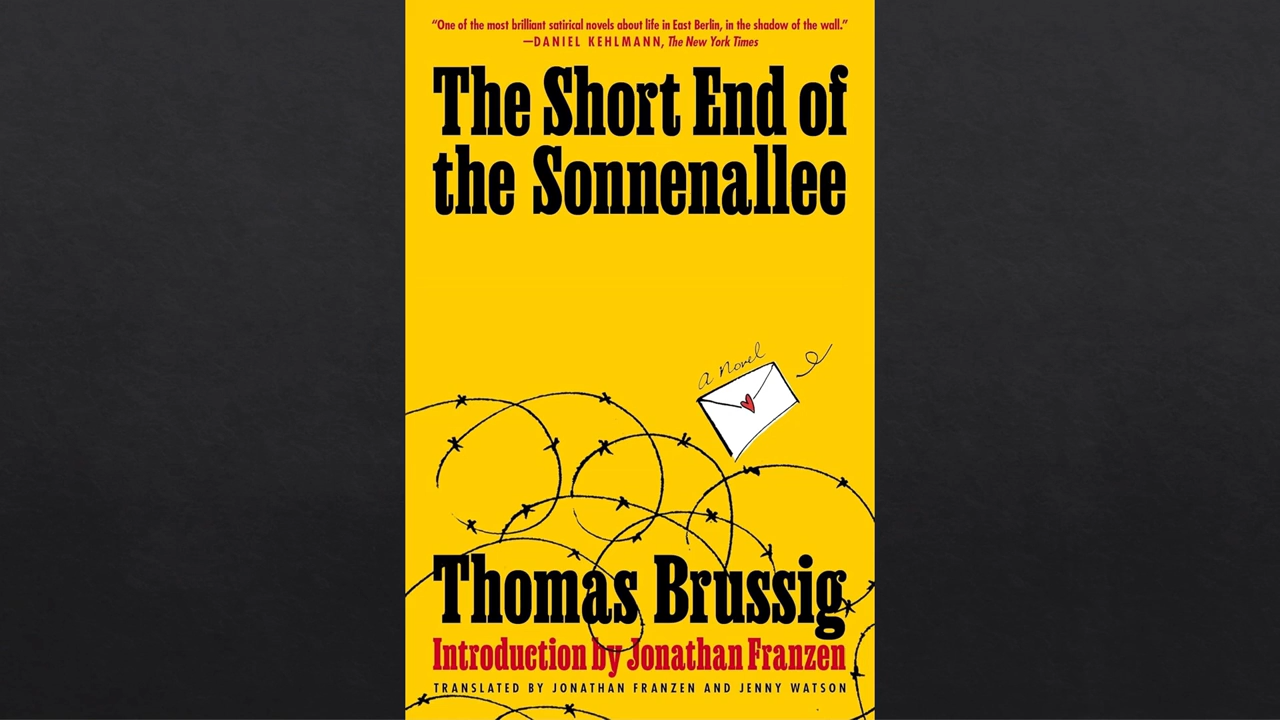 “One of the most brilliant satirical novels about life in East Berlin, in the shadow of the wall.”
—DANIEL KEHLMANN, The New York Times
The Short End of
the Sonnenallee
a Novel
Thomas Brussig
Introduction by Jonathan Franzen
TRANSLATED BY JONATHAN FRANZEN AND JENNY WATSON